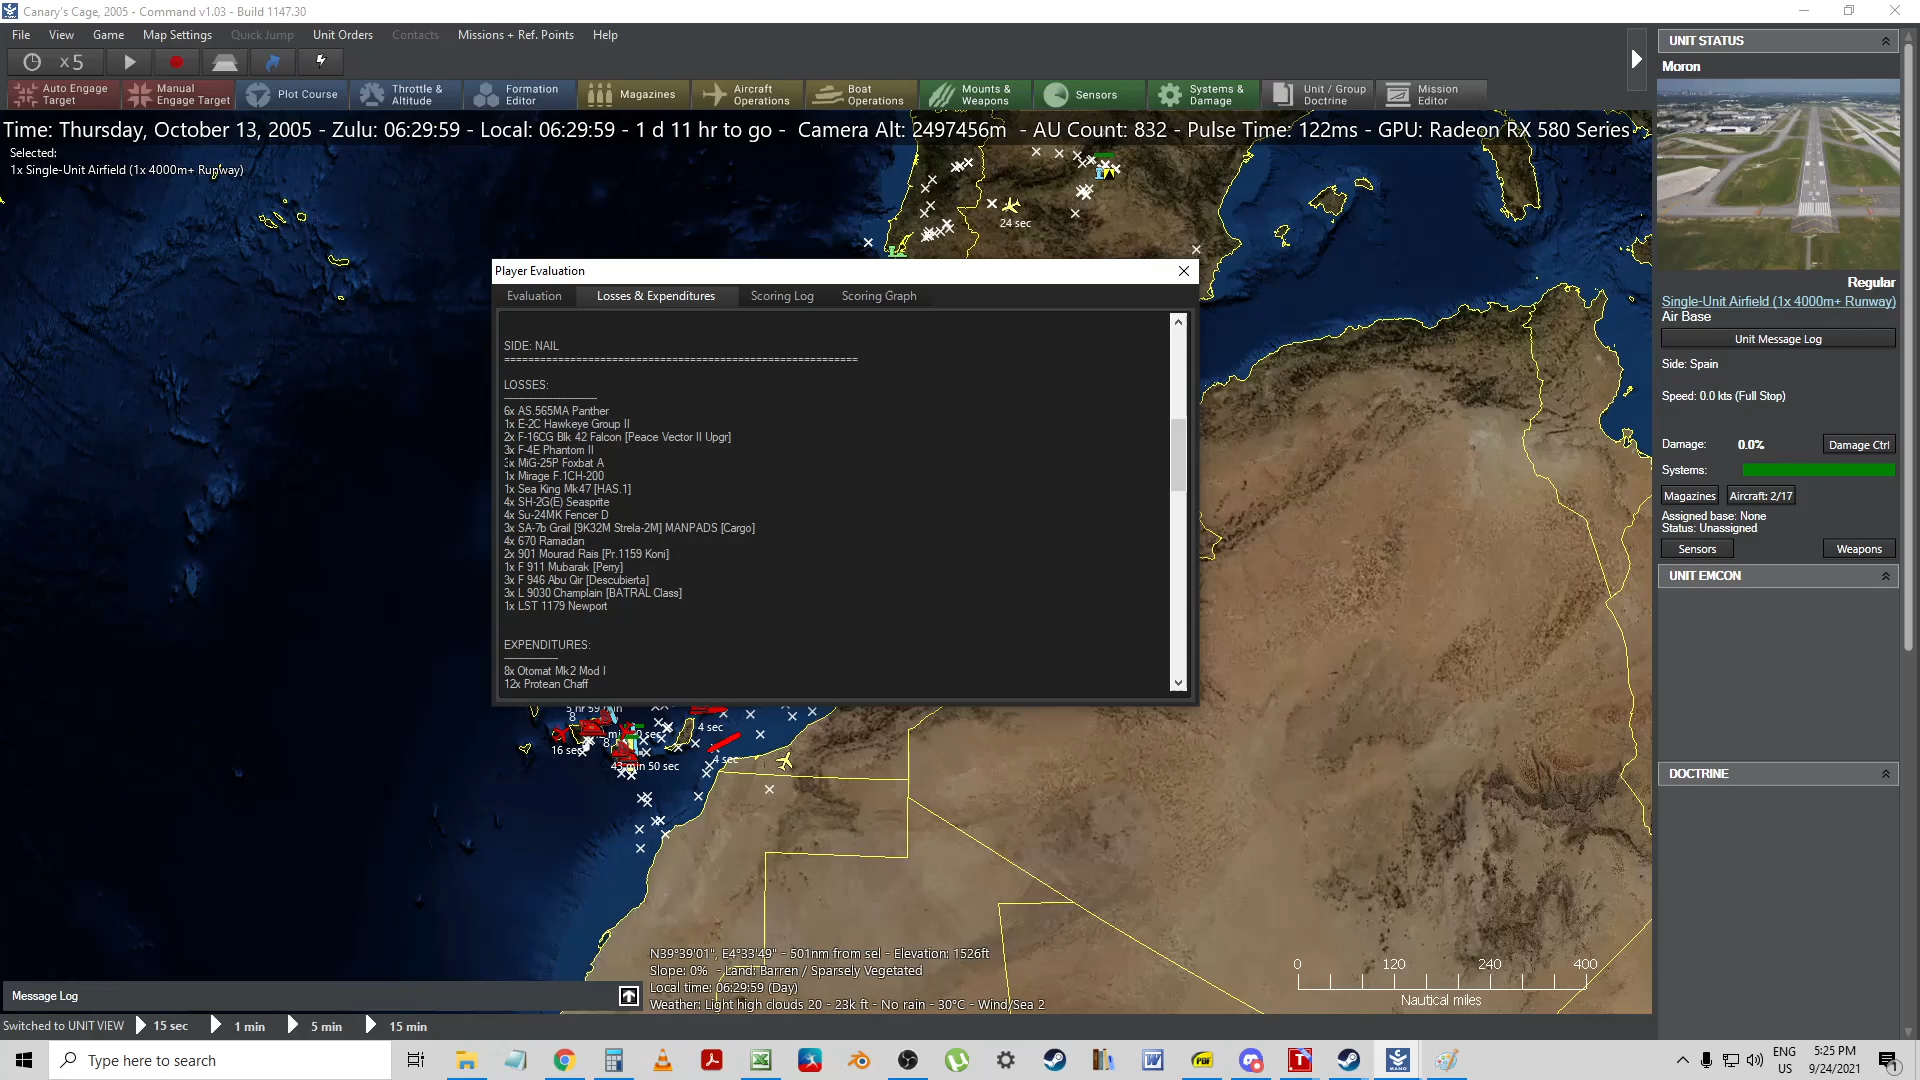 Canary's Cage, 2005 - Command v1.03 - Build 1147.30
File View Game Map Settings Quick Jump Unit Orders Contacts Missions + Ref. Points Help
x 5
Auto Engage Target
Manual Engage Target
Plot Course
Throttle & Altitude
Formation Editor
Magazines
Aircraft Operations
Boat Operations
Mounts & Weapons
Sensors
Systems & Damage
Unit / Group Doctrine
Mission Editor
Time: Thursday, October 13, 2005 - Zulu: 06:29:59 - Local: 06:29:59 - 1 d 11 hr to go - Camera Alt: 2497456m - AU Count: 832 - Pulse Time: 122ms - GPU: Radeon RX 580 Series
Selected:
1x Single-Unit Airfield (1x 4000m+ Runway)
24 sec
Player Evaluation
Evaluation Losses & Expenditures Scoring Log Scoring Graph
SIDE: NAIL
===========================================================
LOSSES:
-------------------------------
6x AS.565MA Panther
1x E-2C Hawkeye Group II
2x F-16CG Blk 42 Falcon [Peace Vector II Upgr]
3x F-4E Phantom II
3x MiG-25P Foxbat A
1x Mirage F.1CH-200
1x Sea King Mk47 [HAS.1]
4x SH-2G(E) Seasprite
4x Su-24MK Fencer D
3x SA-7b Grail [9K32M Strela-2M] MANPADS [Cargo]
4x 670 Ramadan
2x 901 Mourad Rais [Pr.1159 Koni]
1x F 911 Mubarak [Perry]
3x F 946 Abu Qir [Descubierta]
3x L 9030 Champlain [BATRAL Class]
1x LST 1179 Newport
EXPENDITURES:
------------------
8x Otomat Mk2 Mod I
12x Protean Chaff
8
4 sec
16 sec
8
4 sec
43 min 50 sec
N39°39'01", E4°33'49" - 501nm from sel - Elevation: 1526ft
Slope: 0% - Land: Barren / Sparsely Vegetated
Local time: 06:29:59 (Day)
Weather: Light high clouds 20 - 23k ft - No rain - 30°C - Wind/Sea 2
0 120 240 400
Nautical miles
Message Log
Switched to UNIT VIEW 15 sec 1 min 5 min 15 min
UNIT STATUS
Moron
Regular
Single-Unit Airfield (1x 4000m+ Runway)
Air Base
Unit Message Log
Side: Spain
Speed: 0.0 kts (Full Stop)
Damage: 0.0% Damage Ctrl
Systems:
Magazines Aircraft: 2/17
Assigned base: None
Status: Unassigned
Sensors Weapons
UNIT EMCON
DOCTRINE
Type here to search
ENG
US
5:25 PM
9/24/2021
1